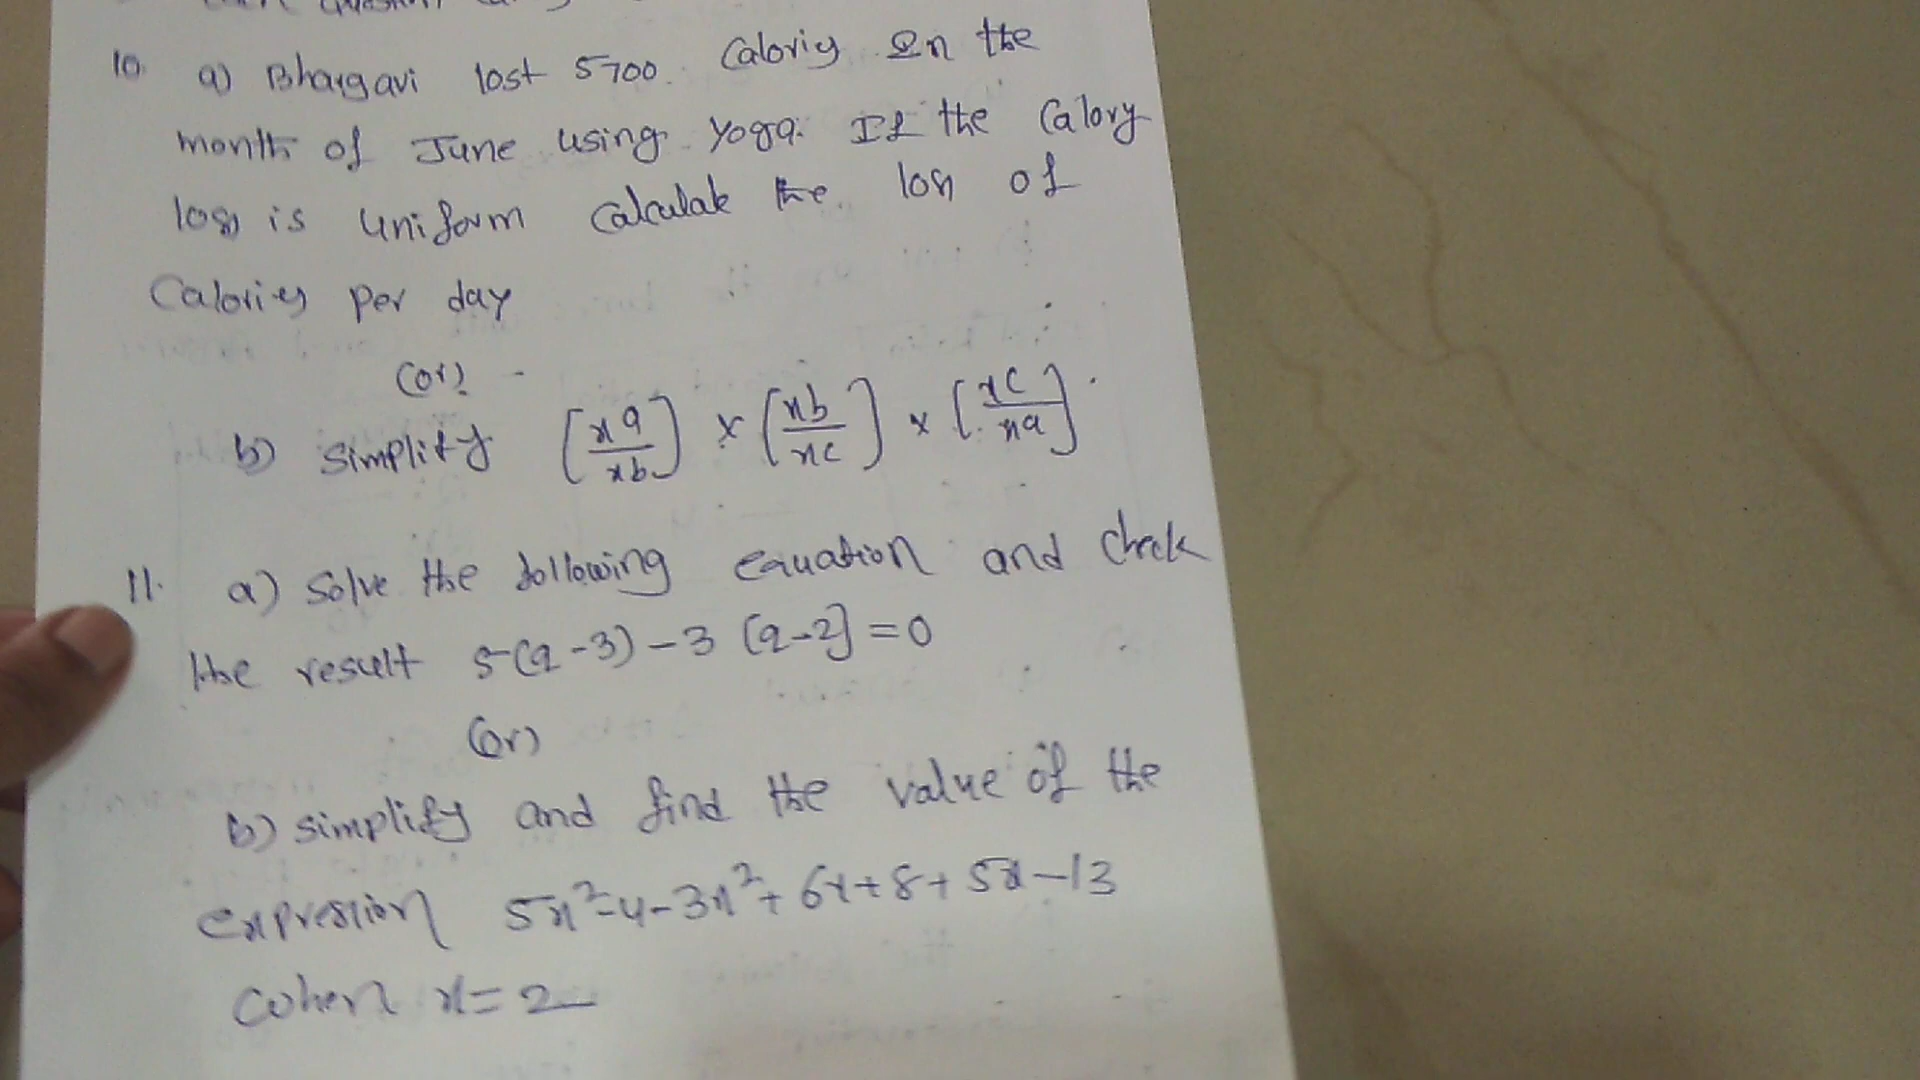 10. a) Bhargavi lost 5700 Calories In the
month of June using Yoga. If the Calory
loss is uniform calculate the loss of
Calories per day
(or)
b) simplify [xa/xb] × [xb/xc] × [xc/xa].
11. a) Solve the following equation and check
the result 5(q-3)-3(q-2)=0
(or)
b) simplify and find the value of the
expression 5x²-4-3x²+6x+8+5x-13
when x=2